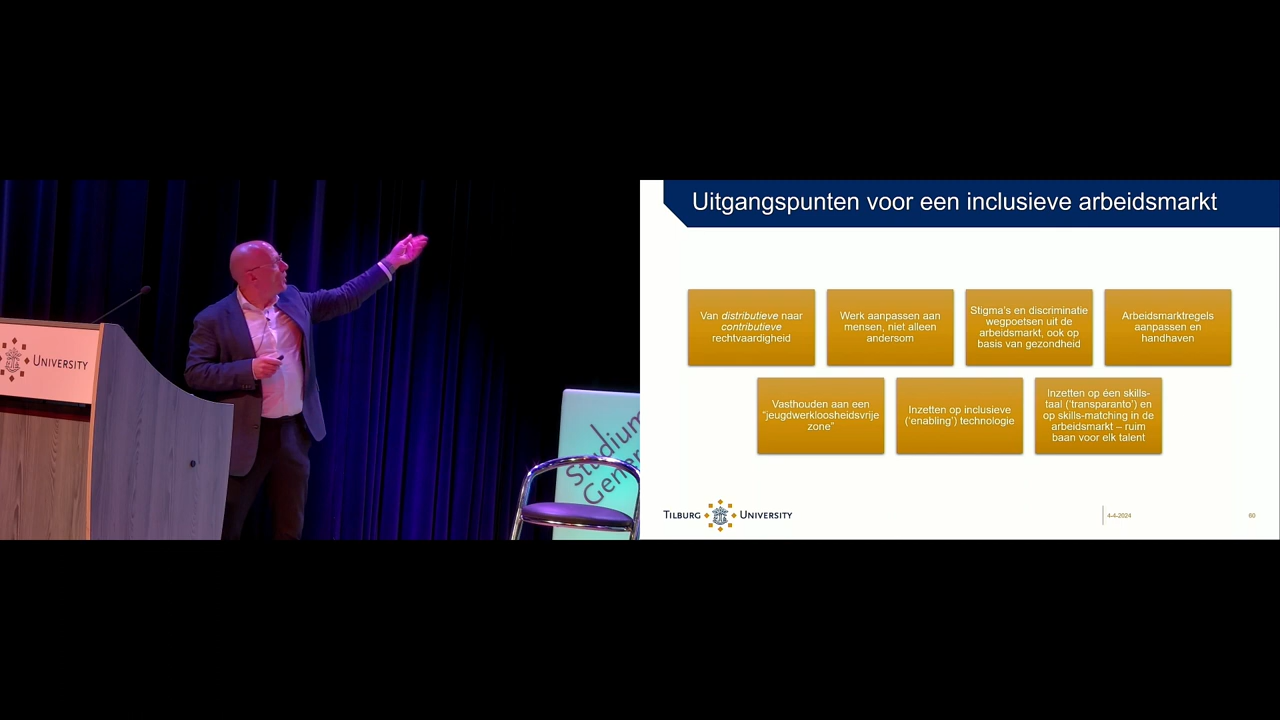 UNIVERSITY
Studium
Uitgangspunten voor een inclusieve arbeidsmarkt
Van distributieve naar
contributieve
rechtvaardigheid
Werk aanpassen aan
mensen, niet alleen
andersom
Stigma's en discriminatie
wegpoetsen uit de
arbeidsmarkt, ook op
basis van gezondheid
Arbeidsmarktregels
aanpassen en
handhaven
Vasthouden aan een
“jeugdwerkloosheidsvrije
zone”
Inzetten op inclusieve
(‘enabling’) technologie
Inzetten op één skills-
taal (‘transparanto’) en
op skills-matching in de
arbeidsmarkt – ruim
baan voor elk talent
TILBURG UNIVERSITY
4-4-2024
60